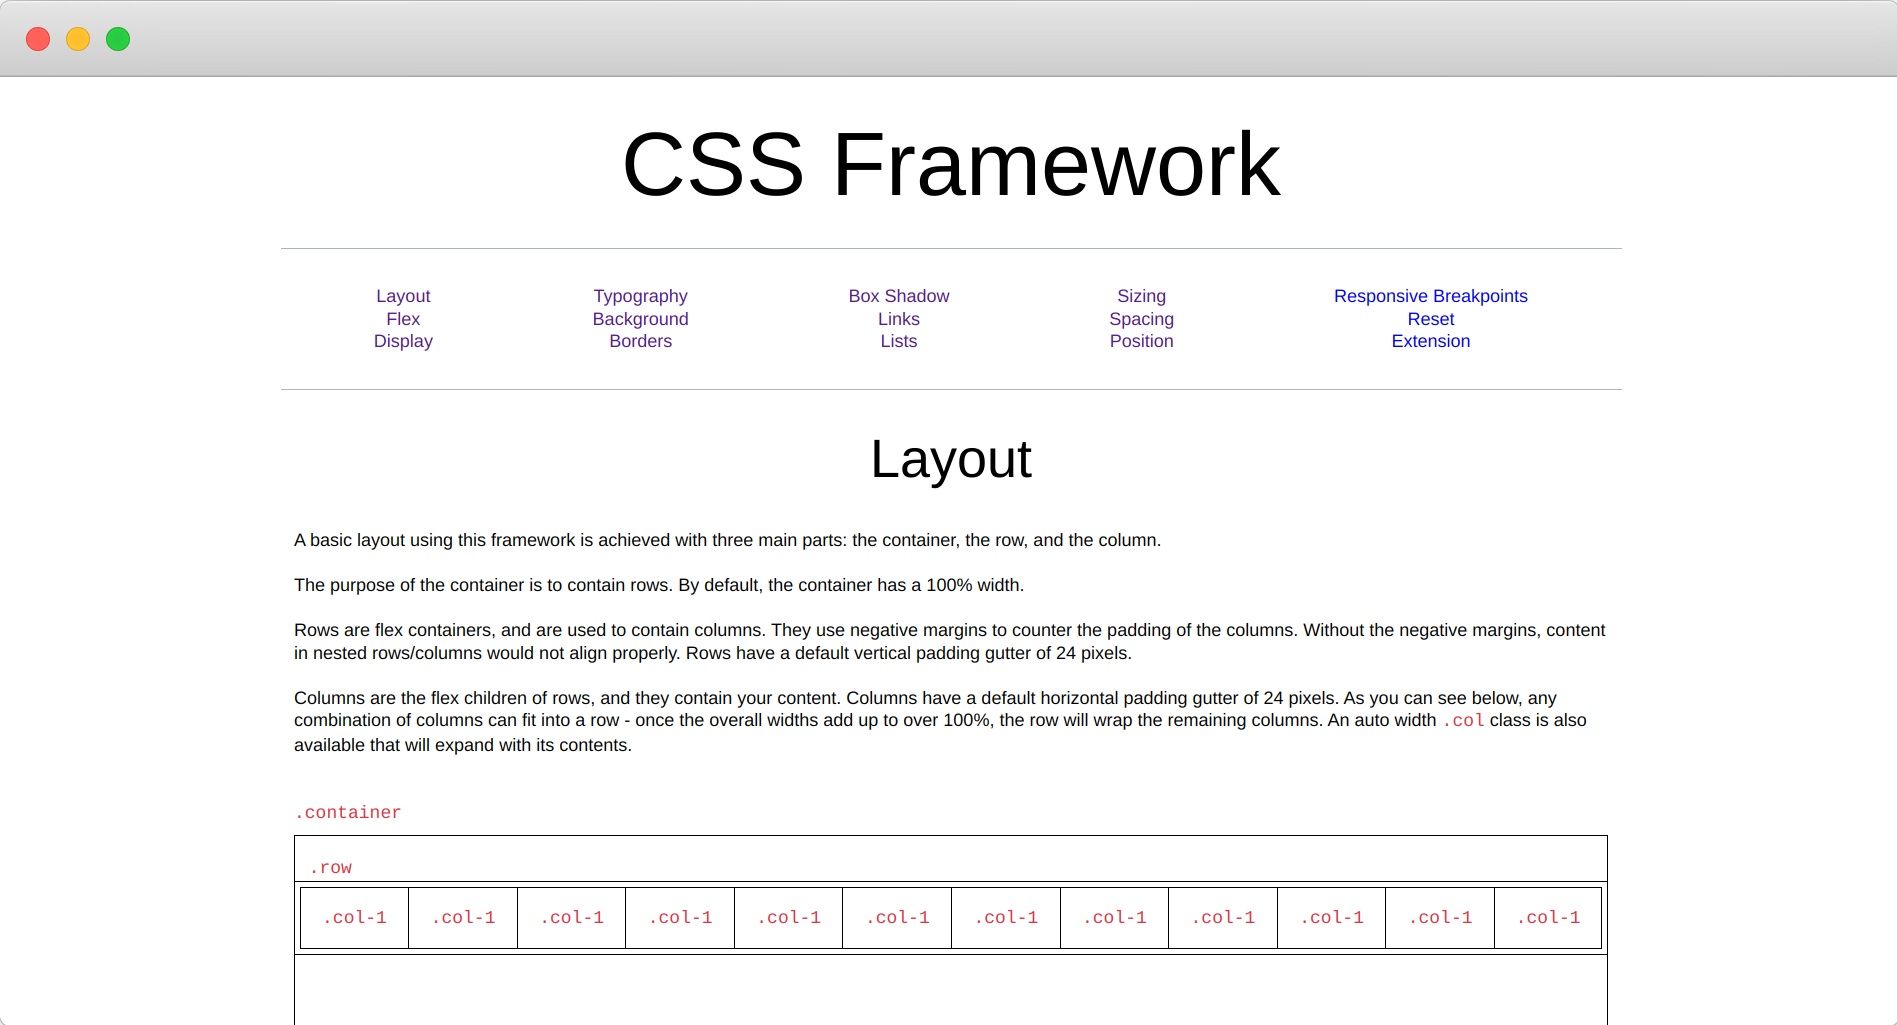 CSS Framework
Layout Typography Box Shadow Sizing Responsive Breakpoints
Flex Background Links Spacing Reset
Display Borders Lists Position Extension
Layout
A basic layout using this framework is achieved with three main parts: the container, the row, and the column.
The purpose of the container is to contain rows. By default, the container has a 100% width.
Rows are flex containers, and are used to contain columns. They use negative margins to counter the padding of the columns. Without the negative margins, content
in nested rows/columns would not align properly. Rows have a default vertical padding gutter of 24 pixels.
Columns are the flex children of rows, and they contain your content. Columns have a default horizontal padding gutter of 24 pixels. As you can see below, any
combination of columns can fit into a row - once the overall widths add up to over 100%, the row will wrap the remaining columns. An auto width .col class is also
available that will expand with its contents.
.container
.row
.col-1 .col-1 .col-1 .col-1 .col-1 .col-1 .col-1 .col-1 .col-1 .col-1 .col-1 .col-1